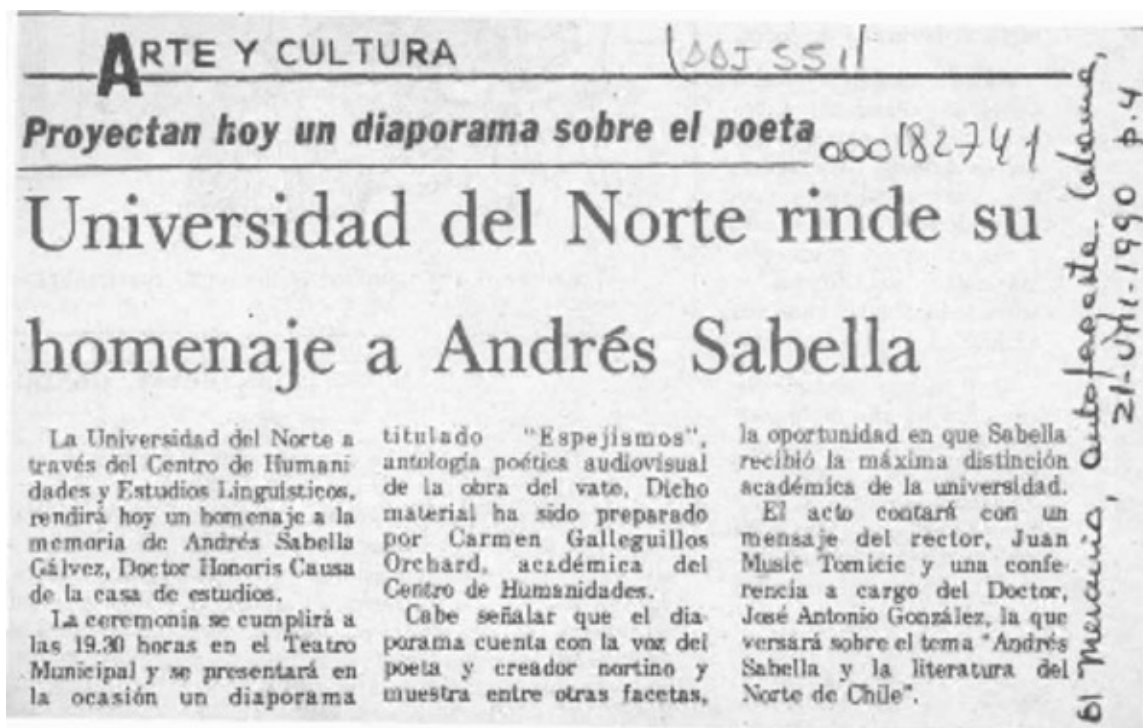 ARTE Y CULTURA
Proyectan hoy un diaporama sobre el poeta
000182741
Universidad del Norte rinde su
homenaje a Andrés Sabella
La Universidad del Norte a
través del Centro de Humani
dades y Estudios Linguísticos,
rendirá hoy un homenaje a la
memoria de Andrés Sabella
Gálvez, Doctor Honoris Causa
de la casa de estudios.
La ceremonia se cumplirá a
las 19.30 horas en el Teatro
Municipal y se presentará en
la ocasión un diaporama
titulado "Espejismos",
antología poética audiovisual
de la obra del vate. Dicho
material ha sido preparado
por Carmen Galleguillos
Orchard, académica del
Centro de Humanidades.
Cabe señalar que el dia-
porama cuenta con la voz del
poeta y creador nortino y
muestra entre otras facetas,
la oportunidad en que Sabella
recibió la máxima distinción
académica de la universidad.
El acto contará con un
mensaje del rector, Juan
Music Tomicic y una confe-
rencia a cargo del Doctor,
José Antonio González, la que
versará sobre el tema "Andrés
Sabella y la literatura del
Norte de Chile".
El Mercurio, Antofagasta-Calama,
21-VIII-1990 p.4